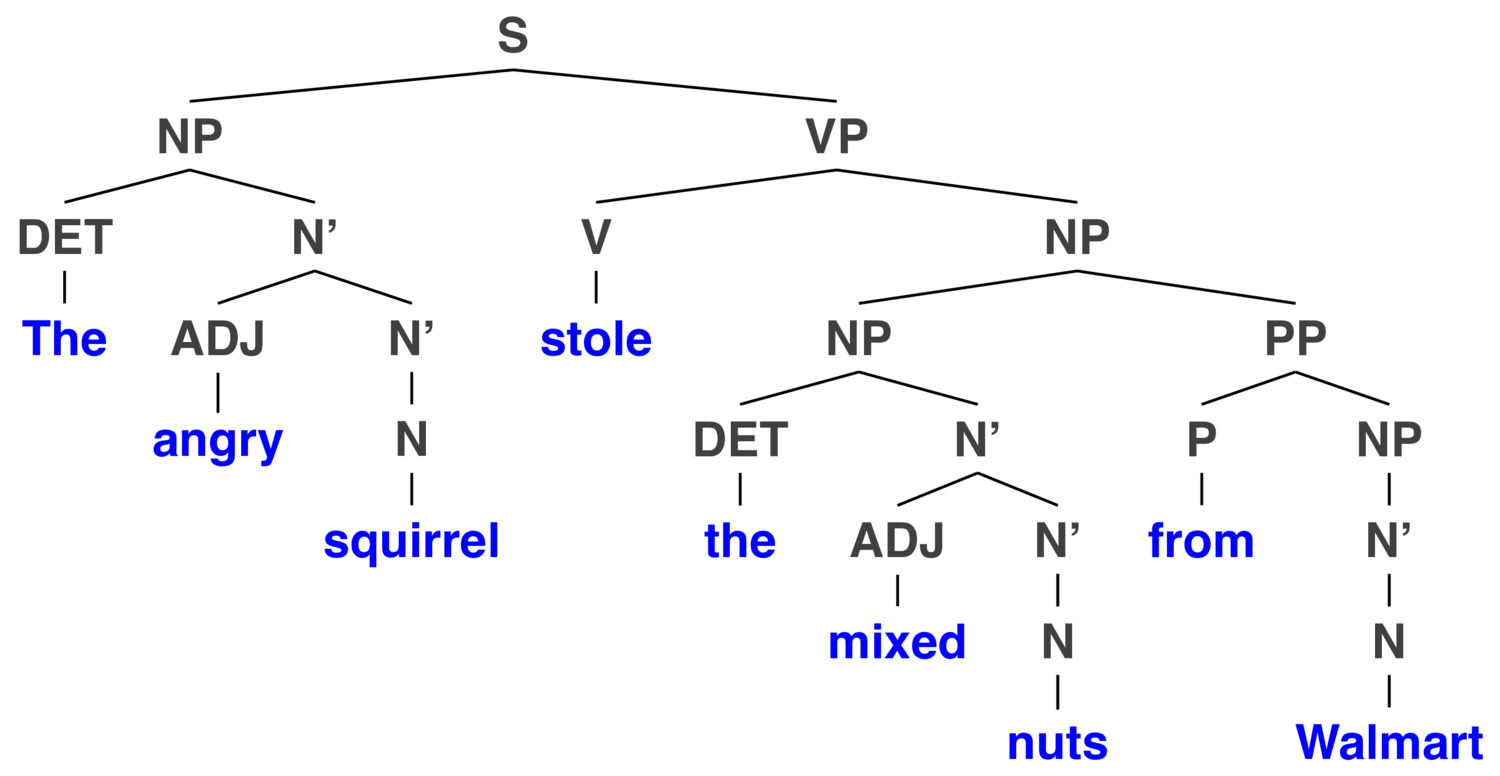 S
NP VP
DET N’ V NP
The ADJ N’ stole NP PP
angry N DET N’ P NP
squirrel the ADJ N’ from N’
mixed N N
nuts Walmart